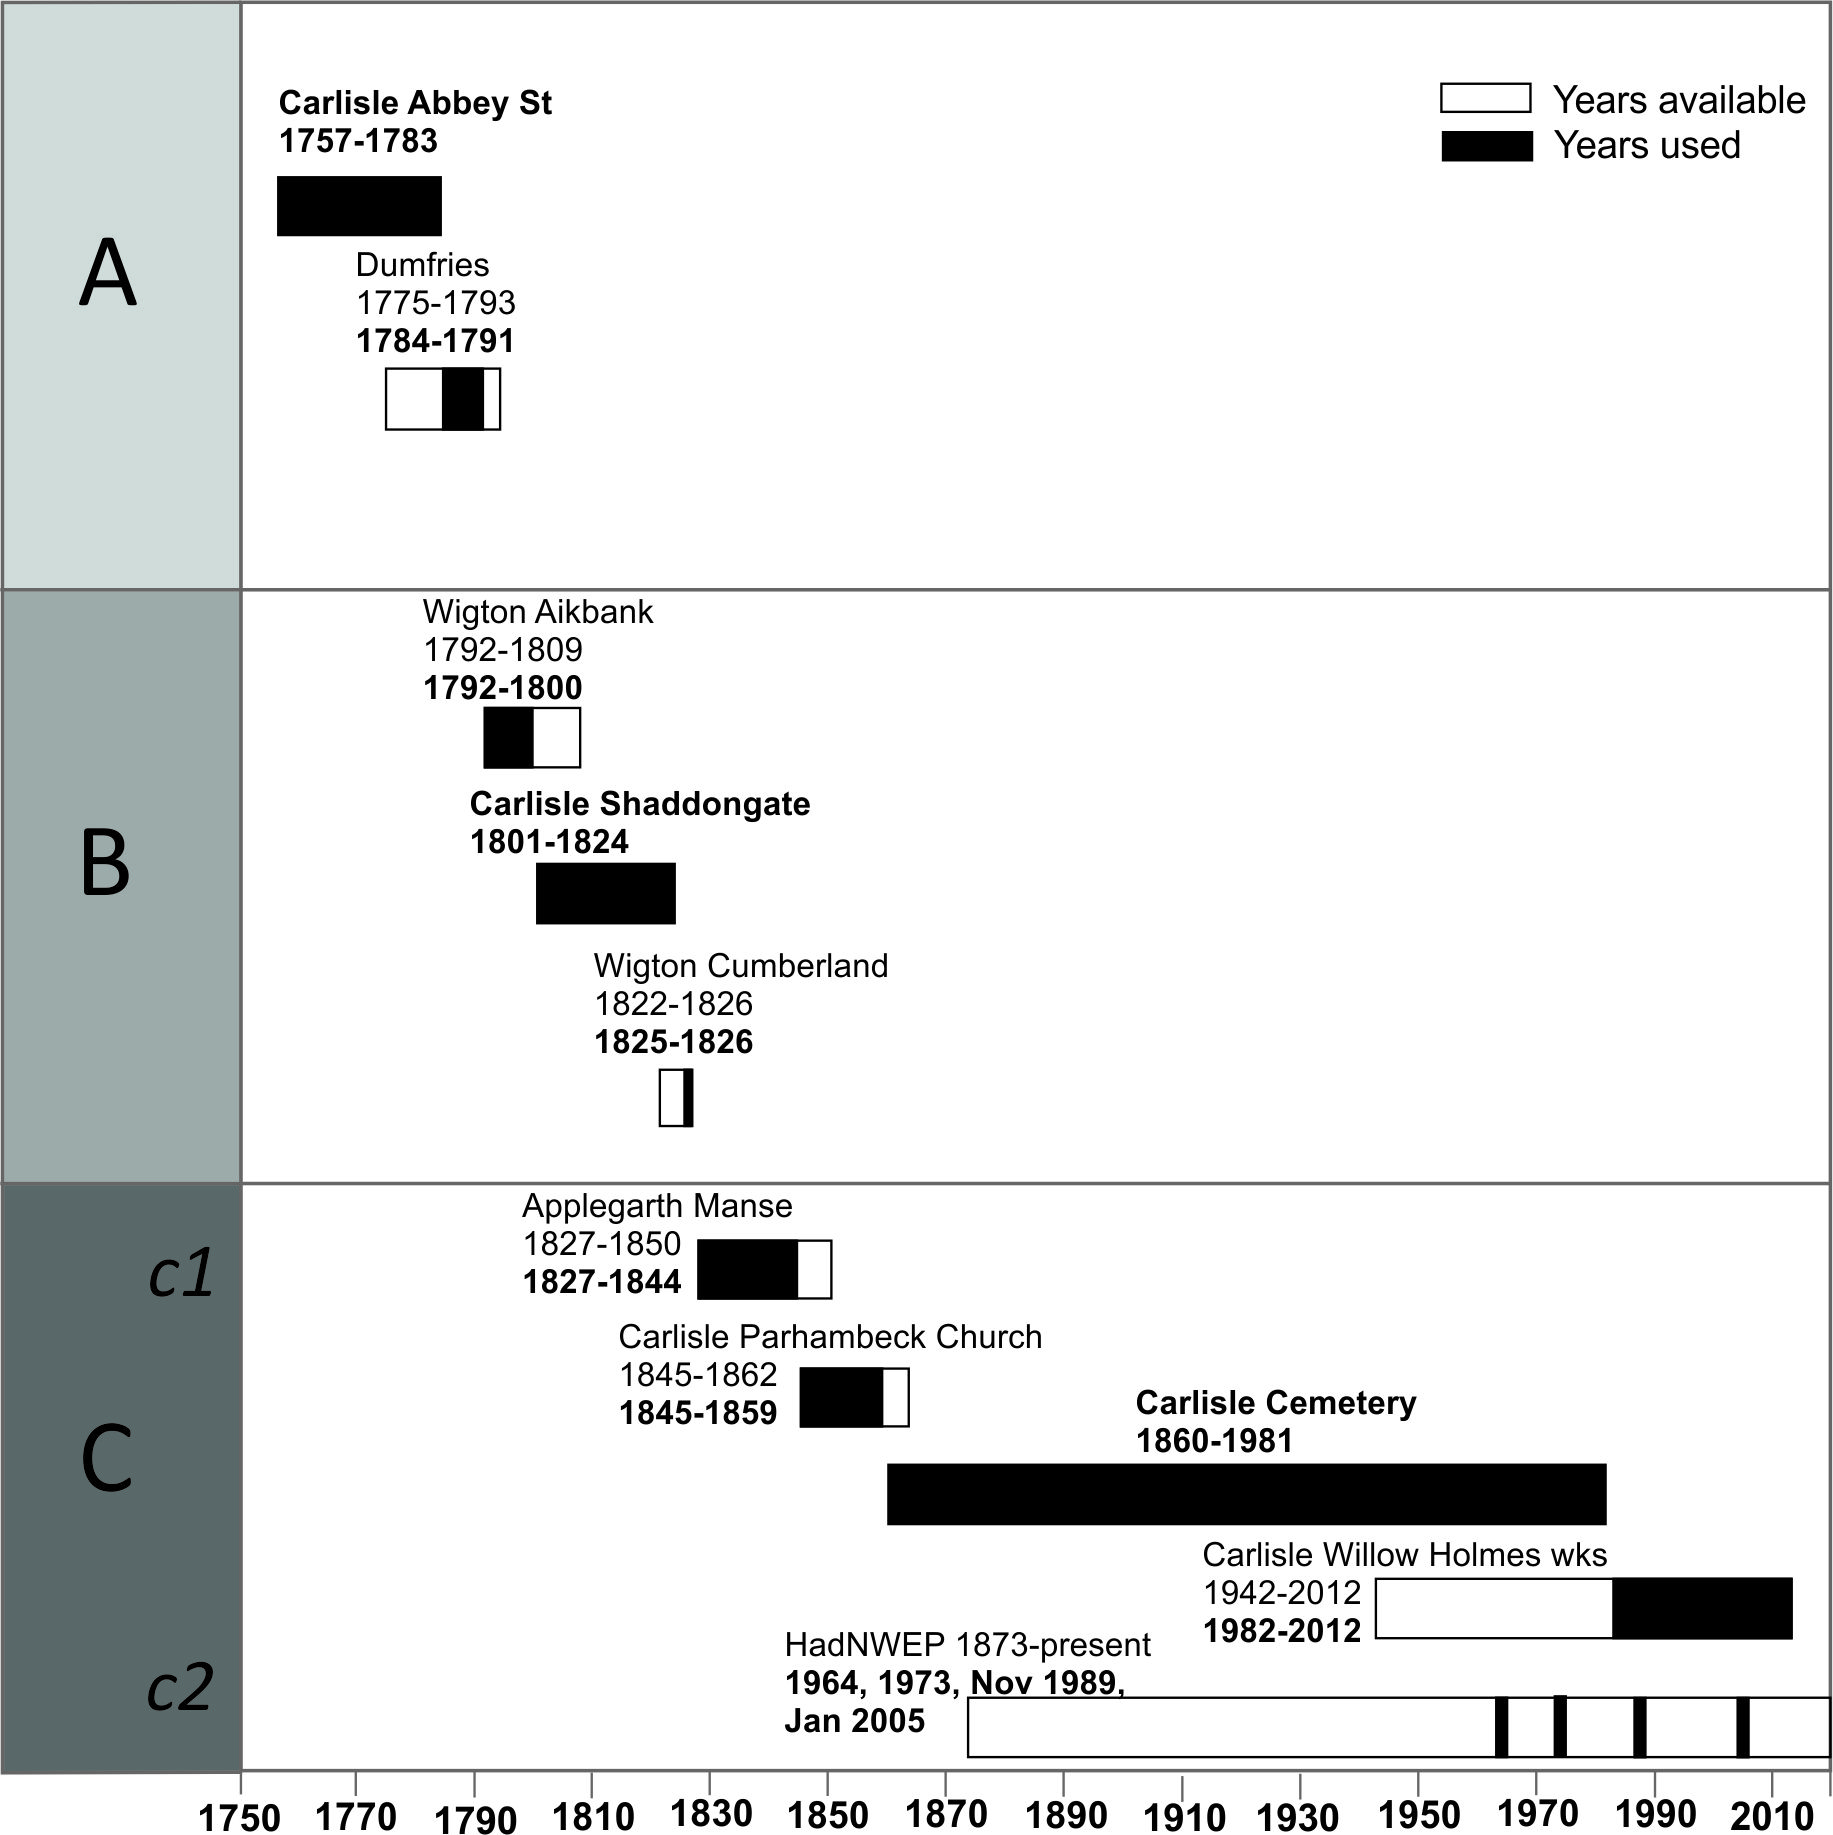 Years available
Years used
A
Carlisle Abbey St
1757-1783
Dumfries
1775-1793
1784-1791
B
Wigton Aikbank
1792-1809
1792-1800
Carlisle Shaddongate
1801-1824
Wigton Cumberland
1822-1826
1825-1826
C
c1
Applegarth Manse
1827-1850
1827-1844
Carlisle Parhambeck Church
1845-1862
1845-1859
Carlisle Cemetery
1860-1981
Carlisle Willow Holmes wks
1942-2012
1982-2012
c2
HadNWEP 1873-present
1964, 1973, Nov 1989,
Jan 2005
1750 1770 1790 1810 1830 1850 1870 1890 1910 1930 1950 1970 1990 2010